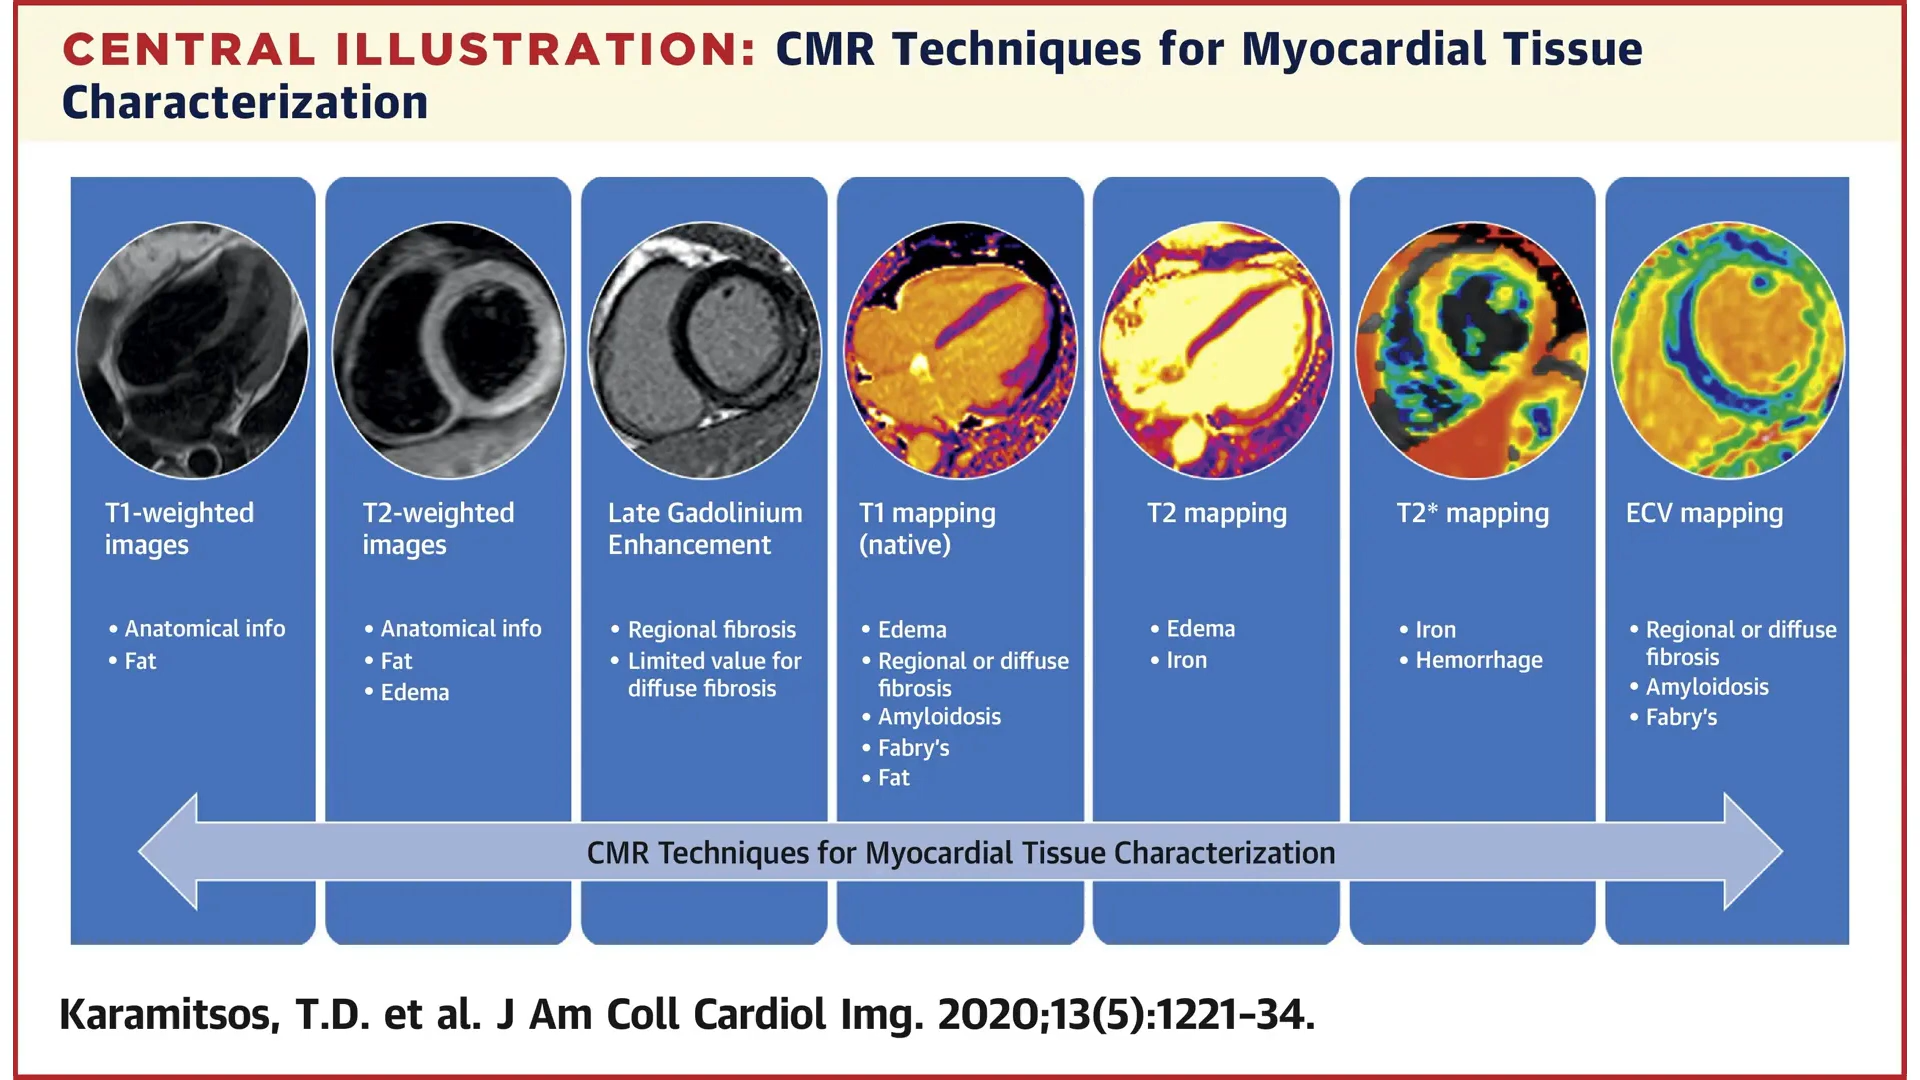 CENTRAL ILLUSTRATION: CMR Techniques for Myocardial Tissue
Characterization
T1-weighted
images
• Anatomical info
• Fat
T2-weighted
images
• Anatomical info
• Fat
• Edema
Late Gadolinium
Enhancement
• Regional fibrosis
• Limited value for
diffuse fibrosis
T1 mapping
(native)
• Edema
• Regional or diffuse
fibrosis
• Amyloidosis
• Fabry's
• Fat
T2 mapping
• Edema
• Iron
T2* mapping
• Iron
• Hemorrhage
ECV mapping
• Regional or diffuse
fibrosis
• Amyloidosis
• Fabry's
CMR Techniques for Myocardial Tissue Characterization
Karamitsos, T.D. et al. J Am Coll Cardiol Img. 2020;13(5):1221–34.